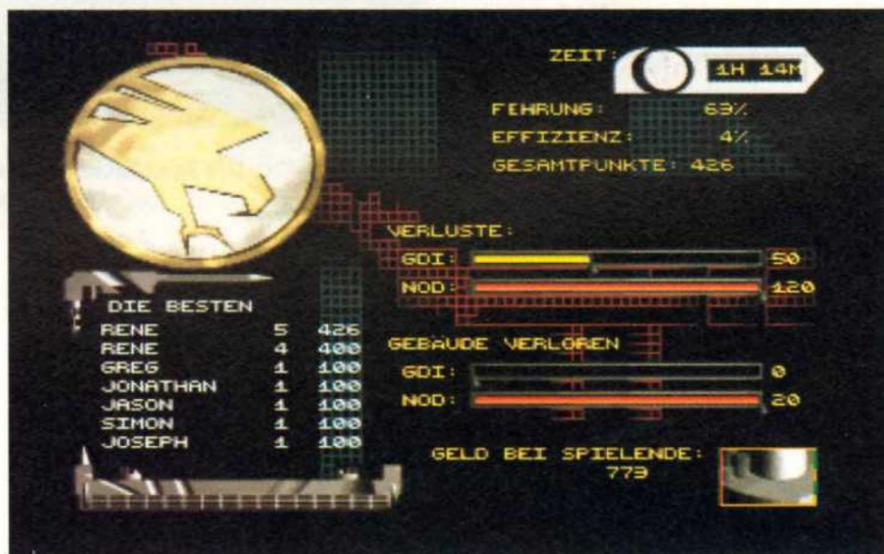 ZEIT: 1H 14M
FEHRUNG: 69%
EFFIZIENZ: 4%
GESAMTPUNKTE: 426
VERLUSTE:
GDI: 50
NOD: 120
GEBAUDE VERLOREN
GDI: 0
NOD: 20
GELD BEI SPIELENDE:
779
DIE BESTEN
RENE 5 426
RENE 4 400
GREG 1 100
JONATHAN 1 100
JASON 1 100
SIMON 1 100
JOSEPH 1 100